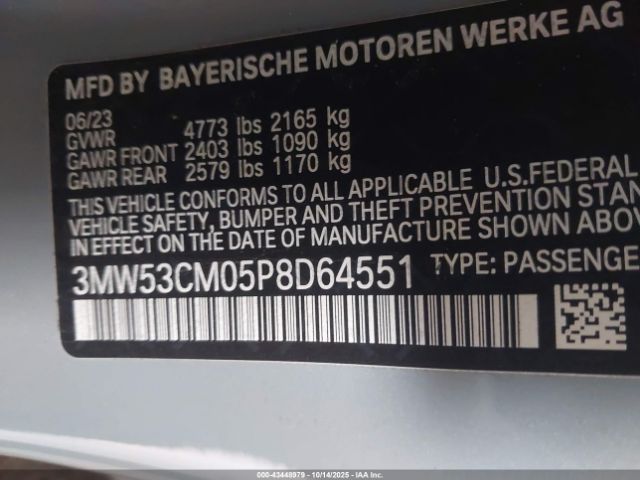 MFD BY BAYERISCHE MOTOREN WERKE AG
06/23
GVWR 4773 lbs 2165 kg
GAWR FRONT 2403 lbs 1090 kg
GAWR REAR 2579 lbs 1170 kg
THIS VEHICLE CONFORMS TO ALL APPLICABLE U.S.FEDERAL
VEHICLE SAFETY, BUMPER AND THEFT PREVENTION STAN
IN EFFECT ON THE DATE OF MANUFACTURE SHOWN ABOV
3MW53CM05P8D64551 TYPE: PASSENGE
000-43448979 • 10/14/2025 • IAA Inc.